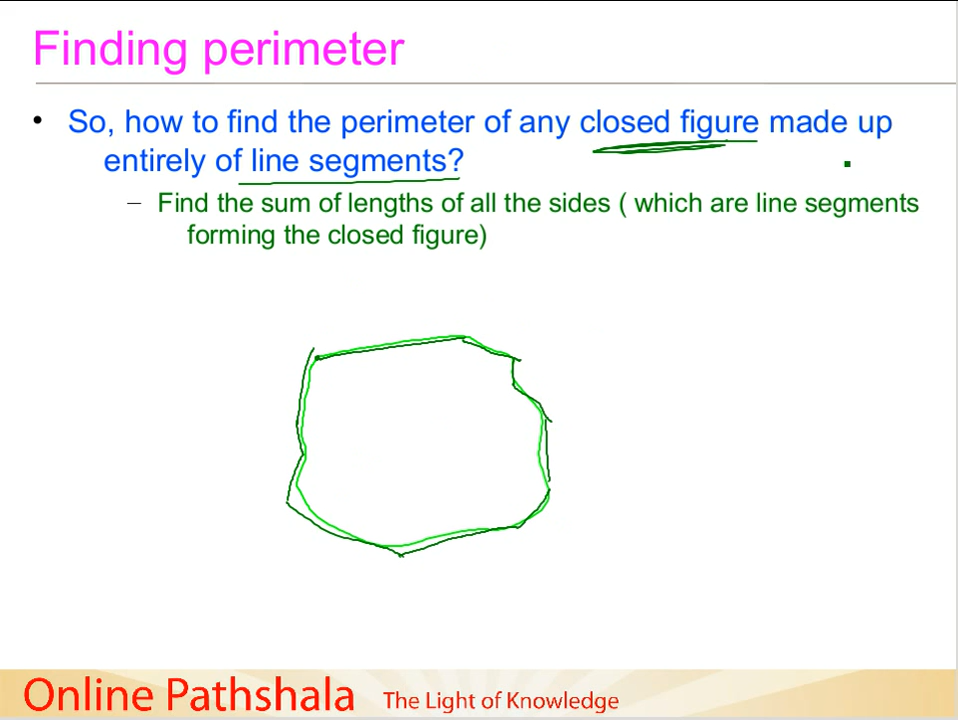 Finding perimeter
• So, how to find the perimeter of any closed figure made up
entirely of line segments?
– Find the sum of lengths of all the sides ( which are line segments
forming the closed figure)
Online Pathshala The Light of Knowledge